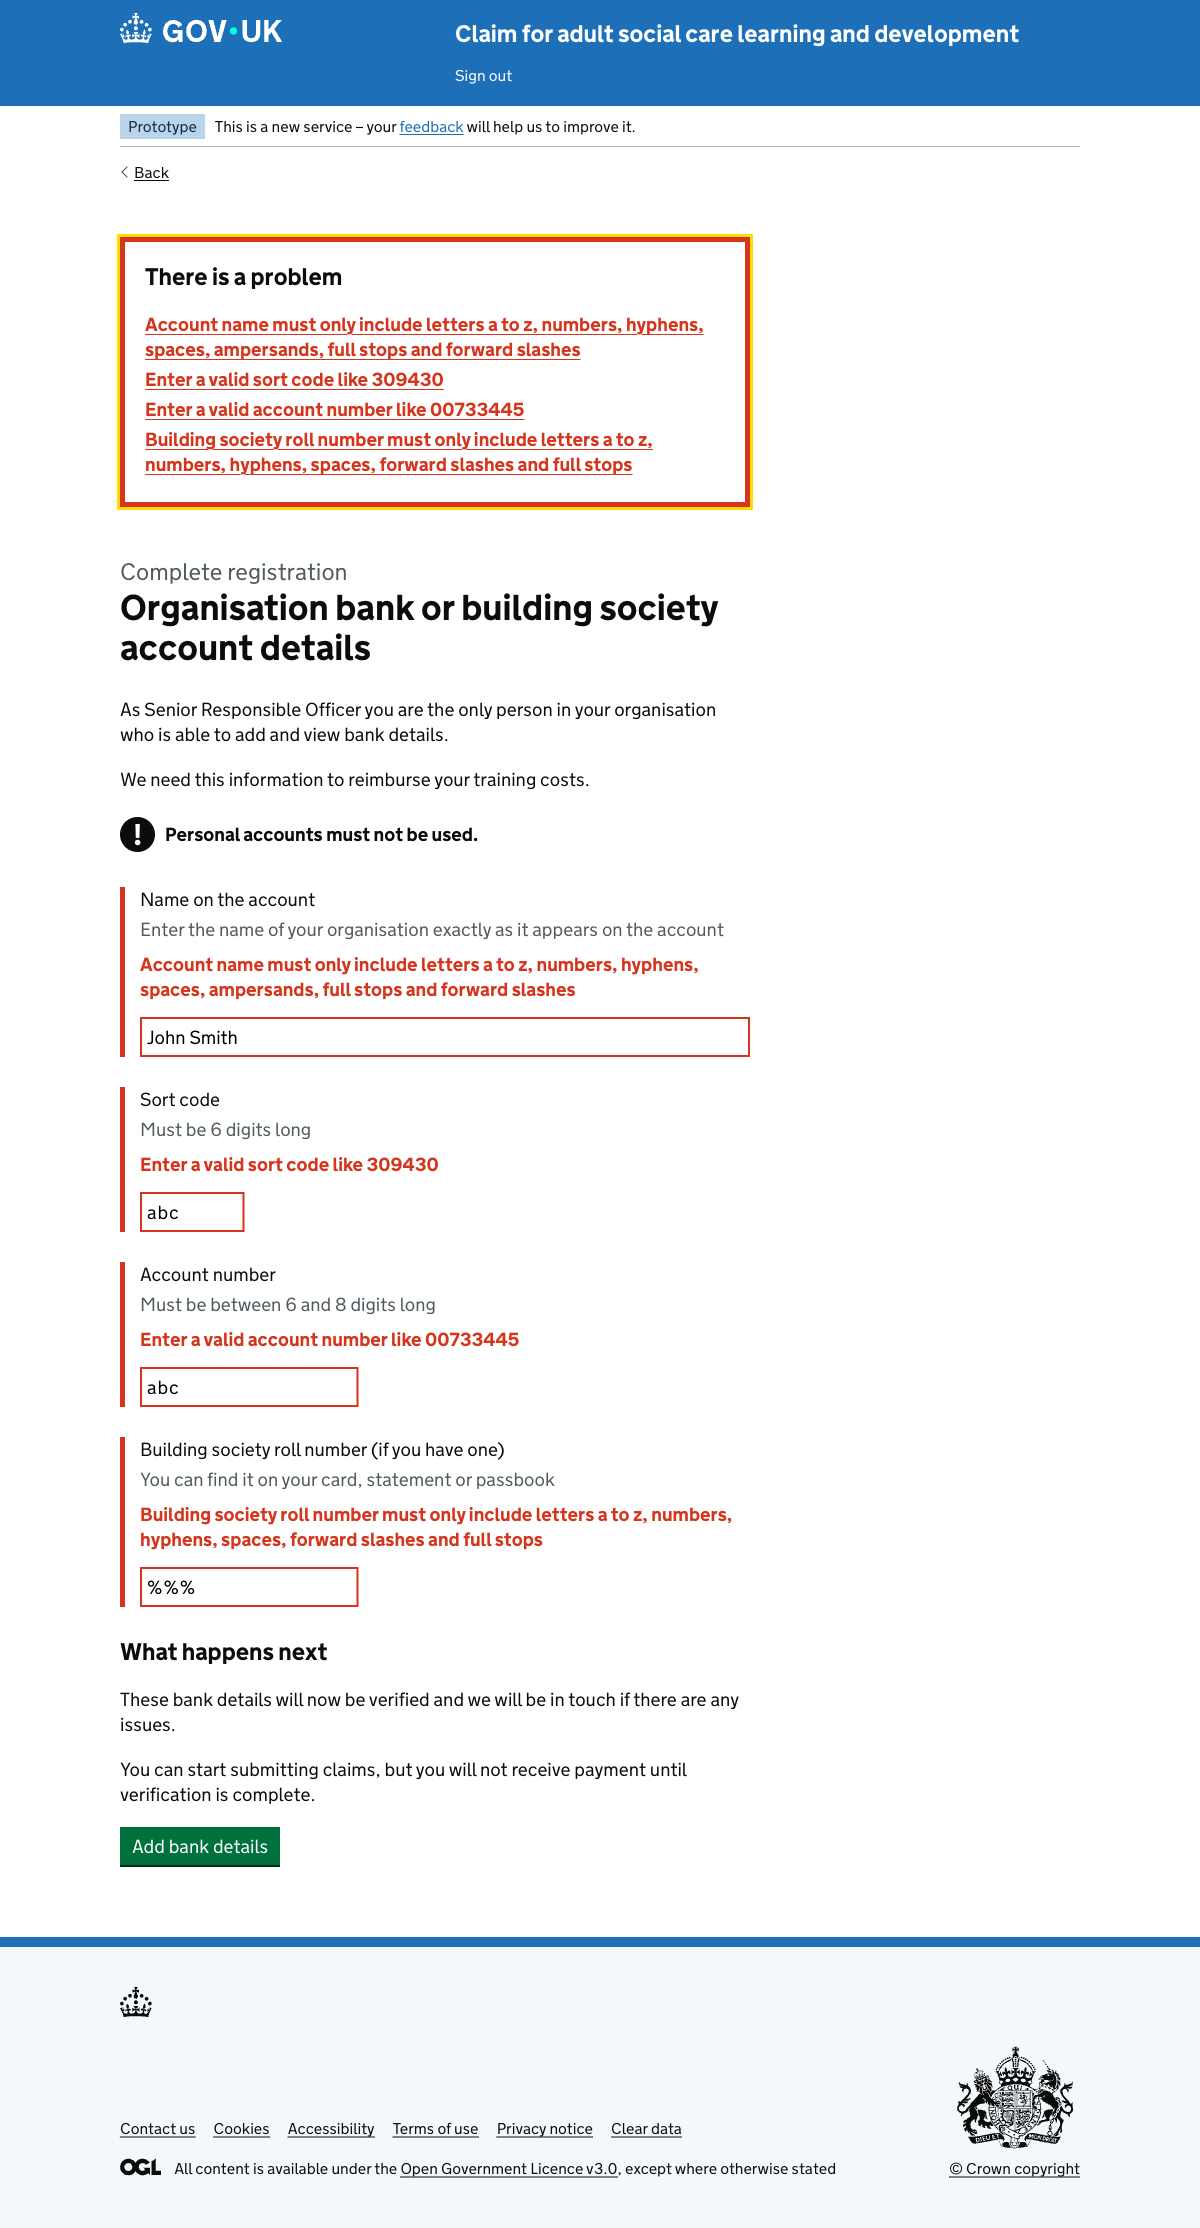 GOV·UK
Claim for adult social care learning and development
Sign out
Prototype
This is a new service – your feedback will help us to improve it.
Back
There is a problem
Account name must only include letters a to z, numbers, hyphens,
spaces, ampersands, full stops and forward slashes
Enter a valid sort code like 309430
Enter a valid account number like 00733445
Building society roll number must only include letters a to z,
numbers, hyphens, spaces, forward slashes and full stops
Complete registration
Organisation bank or building society
account details
As Senior Responsible Officer you are the only person in your organisation
who is able to add and view bank details.
We need this information to reimburse your training costs.
! Personal accounts must not be used.
Name on the account
Enter the name of your organisation exactly as it appears on the account
Account name must only include letters a to z, numbers, hyphens,
spaces, ampersands, full stops and forward slashes
John Smith
Sort code
Must be 6 digits long
Enter a valid sort code like 309430
abc
Account number
Must be between 6 and 8 digits long
Enter a valid account number like 00733445
abc
Building society roll number (if you have one)
You can find it on your card, statement or passbook
Building society roll number must only include letters a to z, numbers,
hyphens, spaces, forward slashes and full stops
%%%
What happens next
These bank details will now be verified and we will be in touch if there are any
issues.
You can start submitting claims, but you will not receive payment until
verification is complete.
Add bank details
Contact us Cookies Accessibility Terms of use Privacy notice Clear data
OGL All content is available under the Open Government Licence v3.0, except where otherwise stated
© Crown copyright